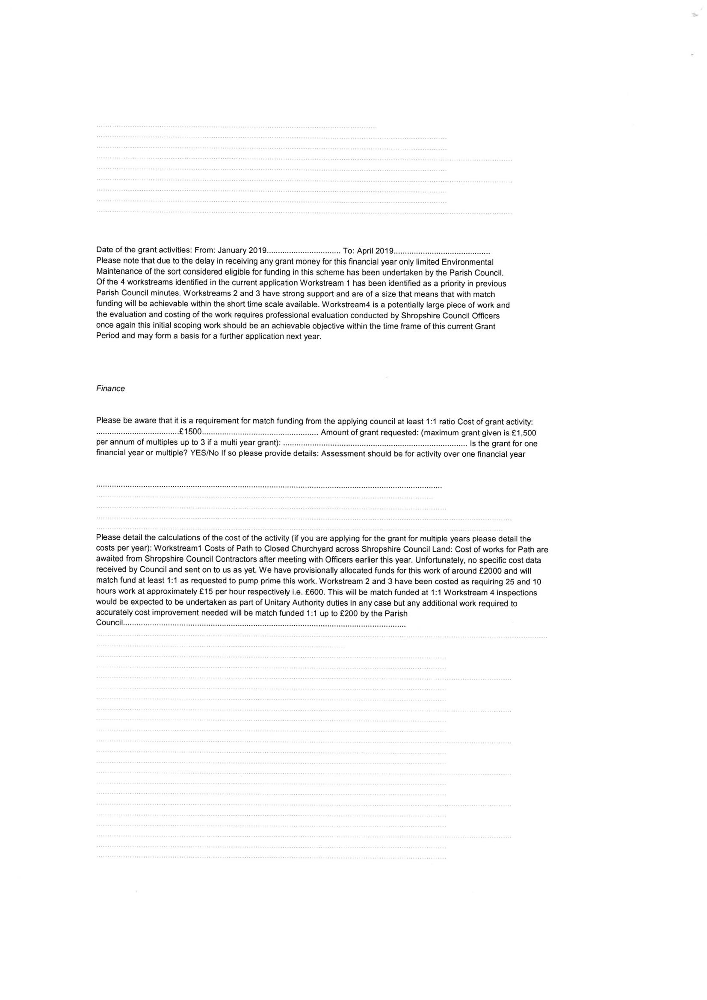 Date of the grant activities: From: January 2019................................. To: April 2019...........................................
Please note that due to the delay in receiving any grant money for this financial year only limited Environmental
Maintenance of the sort considered eligible for funding in this scheme has been undertaken by the Parish Council.
Of the 4 workstreams identified in the current application Workstream 1 has been identified as a priority in previous
Parish Council minutes. Workstreams 2 and 3 have strong support and are of a size that means that with match
funding will be achievable within the short time scale available. Workstream4 is a potentially large piece of work and
the evaluation and costing of the work requires professional evaluation conducted by Shropshire Council Officers
once again this initial scoping work should be an achievable objective within the time frame of this current Grant
Period and may form a basis for a further application next year.
Finance
Please be aware that it is a requirement for match funding from the applying council at least 1:1 ratio Cost of grant activity:
.....................................£1500.................................................... Amount of grant requested: (maximum grant given is £1,500
per annum of multiples up to 3 if a multi year grant): .................................................................................. Is the grant for one
financial year or multiple? YES/No If so please provide details: Assessment should be for activity over one financial year
Please detail the calculations of the cost of the activity (if you are applying for the grant for multiple years please detail the
costs per year): Workstream1 Costs of Path to Closed Churchyard across Shropshire Council Land: Cost of works for Path are
awaited from Shropshire Council Contractors after meeting with Officers earlier this year. Unfortunately, no specific cost data
received by Council and sent on to us as yet. We have provisionally allocated funds for this work of around £2000 and will
match fund at least 1:1 as requested to pump prime this work. Workstream 2 and 3 have been costed as requiring 25 and 10
hours work at approximately £15 per hour respectively i.e. £600. This will be match funded at 1:1 Workstream 4 inspections
would be expected to be undertaken as part of Unitary Authority duties in any case but any additional work required to
accurately cost improvement needed will be match funded 1:1 up to £200 by the Parish
Council..............................................................................................................................